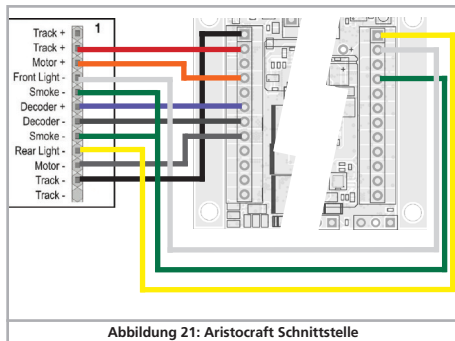 1
Track +
Track +
Motor +
Front Light -
Smoke -
Decoder +
Decoder -
Smoke -
Rear Light -
Motor -
Track -
Track -
Abbildung 21: Aristocraft Schnittstelle